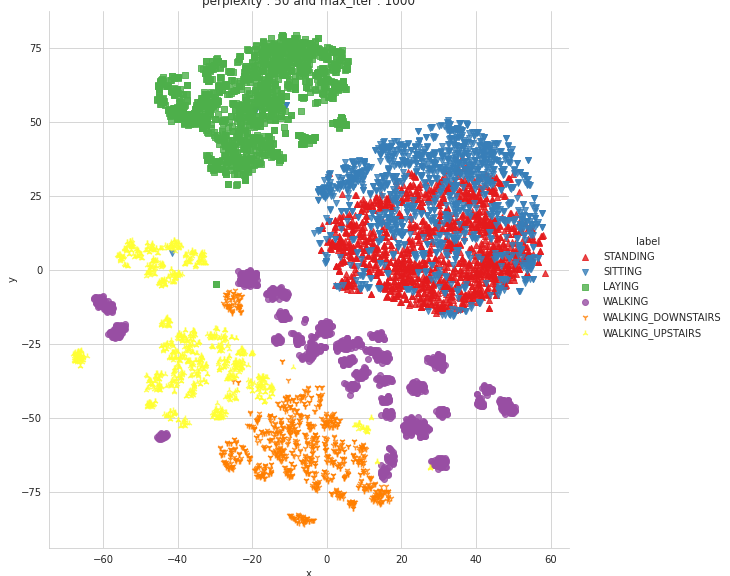 perplexity : 50 and max_iter : 1000
75
50
25
0
−25
−50
−75
y
−60
−40
−20
0
20
40
60
x
label
STANDING
SITTING
LAYING
WALKING
WALKING_DOWNSTAIRS
WALKING_UPSTAIRS